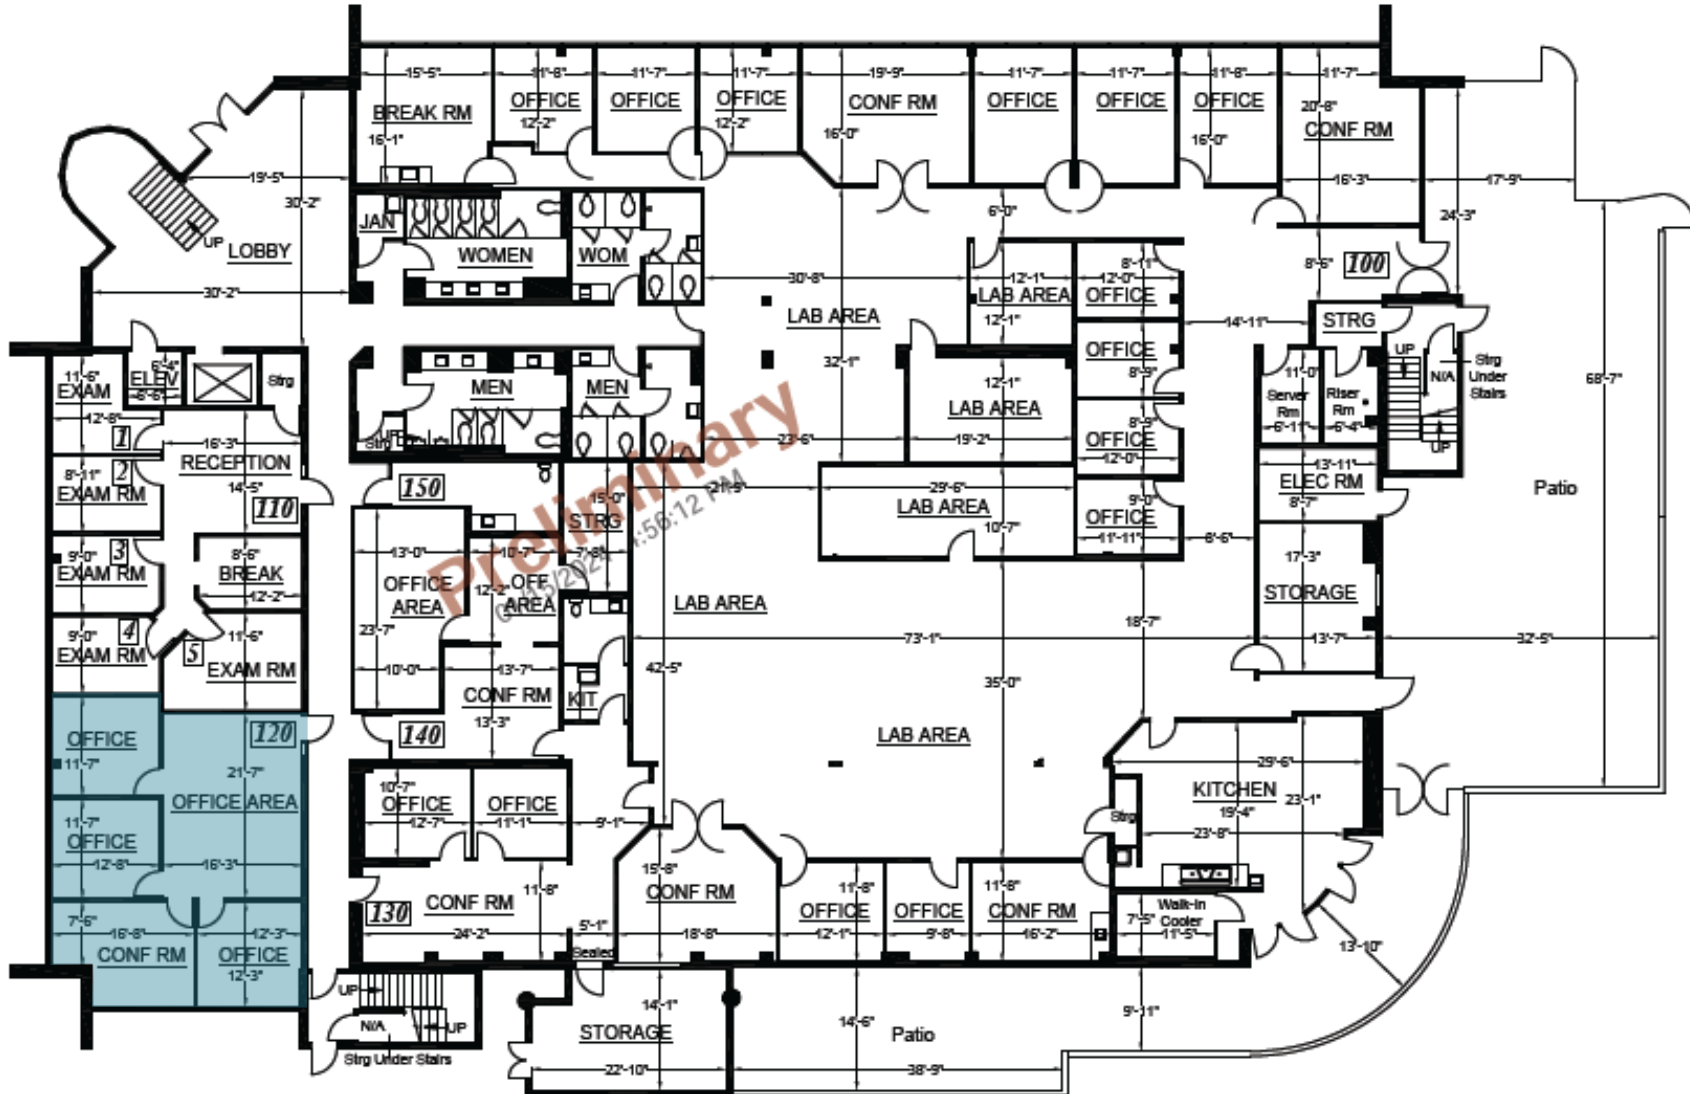 15'-5"
11'-8"
11'-7"
11'-7"
19'-9"
11'-7"
11'-7"
11'-8"
11'-7"
BREAK RM
OFFICE
OFFICE
OFFICE
CONF RM
OFFICE
OFFICE
OFFICE
20'-8"
CONF RM
16'-1"
12'-2"
12'-2"
16'-0"
16'-0"
19'-5"
30'-2"
16'-3"
17'-9"
24'-3"
68'-7"
UP
LOBBY
30'-2"
JAN
WOMEN
WOM
6'-0"
30'-8"
12'-1"
LAB AREA
12'-1"
8'-11"
12'-0"
OFFICE
8'-6"
100
LAB AREA
32'-1"
14'-11"
STRG
OFFICE
8'-9"
11'-0"
Server
Rm
6'-11"
Riser
Rm
6'-4"
UP
N/A
UP
Strg
Under
Stairs
11'-6"
EXAM
12'-8"
1
6'-4"
ELEV
6'-6"
Strg
MEN
MEN
Strg
12'-1"
LAB AREA
19'-2"
23'-6"
8'-9"
OFFICE
12'-0"
16'-3"
RECEPTION
14'-5"
110
8'-11"
2
EXAM RM
150
15'-0"
STRG
7'-8"
21'-9"
29'-6"
LAB AREA
10'-7"
9'-0"
OFFICE
11'-11"
13'-11"
ELEC RM
8'-7"
Patio
Preliminary
4:56:12 PM
3
9'-0"
EXAM RM
8'-6"
BREAK
12'-2"
13'-0"
OFFICE
AREA
23'-7"
10'-0"
10'-7"
12'-2"
OFF
AREA
6'-6"
17'-3"
STORAGE
13'-7"
LAB AREA
18'-7"
73'-1"
32'-5"
4
9'-0"
EXAM RM
5
11'-6"
EXAM RM
13'-7"
CONF RM
13'-3"
KIT
42'-5"
35'-0"
120
140
LAB AREA
OFFICE
11'-7"
21'-7"
OFFICE AREA
11'-7"
OFFICE
12'-8"
16'-3"
10'-7"
OFFICE
12'-7"
OFFICE
11'-1"
9'-1"
29'-6"
KITCHEN
19'-4"
23'-1"
23'-8"
Strg
15'-8"
CONF RM
18'-8"
11'-8"
CONF RM
130
24'-2"
5'-1"
Sealed
11'-8"
OFFICE
12'-1"
OFFICE
9'-8"
11'-8"
CONF RM
16'-2"
Walk-In
Cooler
7'-5"
11'-5"
13'-10"
7'-6"
16'-8"
CONF RM
12'-3"
OFFICE
12'-3"
UP
N/A
UP
Strg Under Stairs
14'-1"
STORAGE
22'-10"
14'-6"
Patio
38'-9"
9'-11"